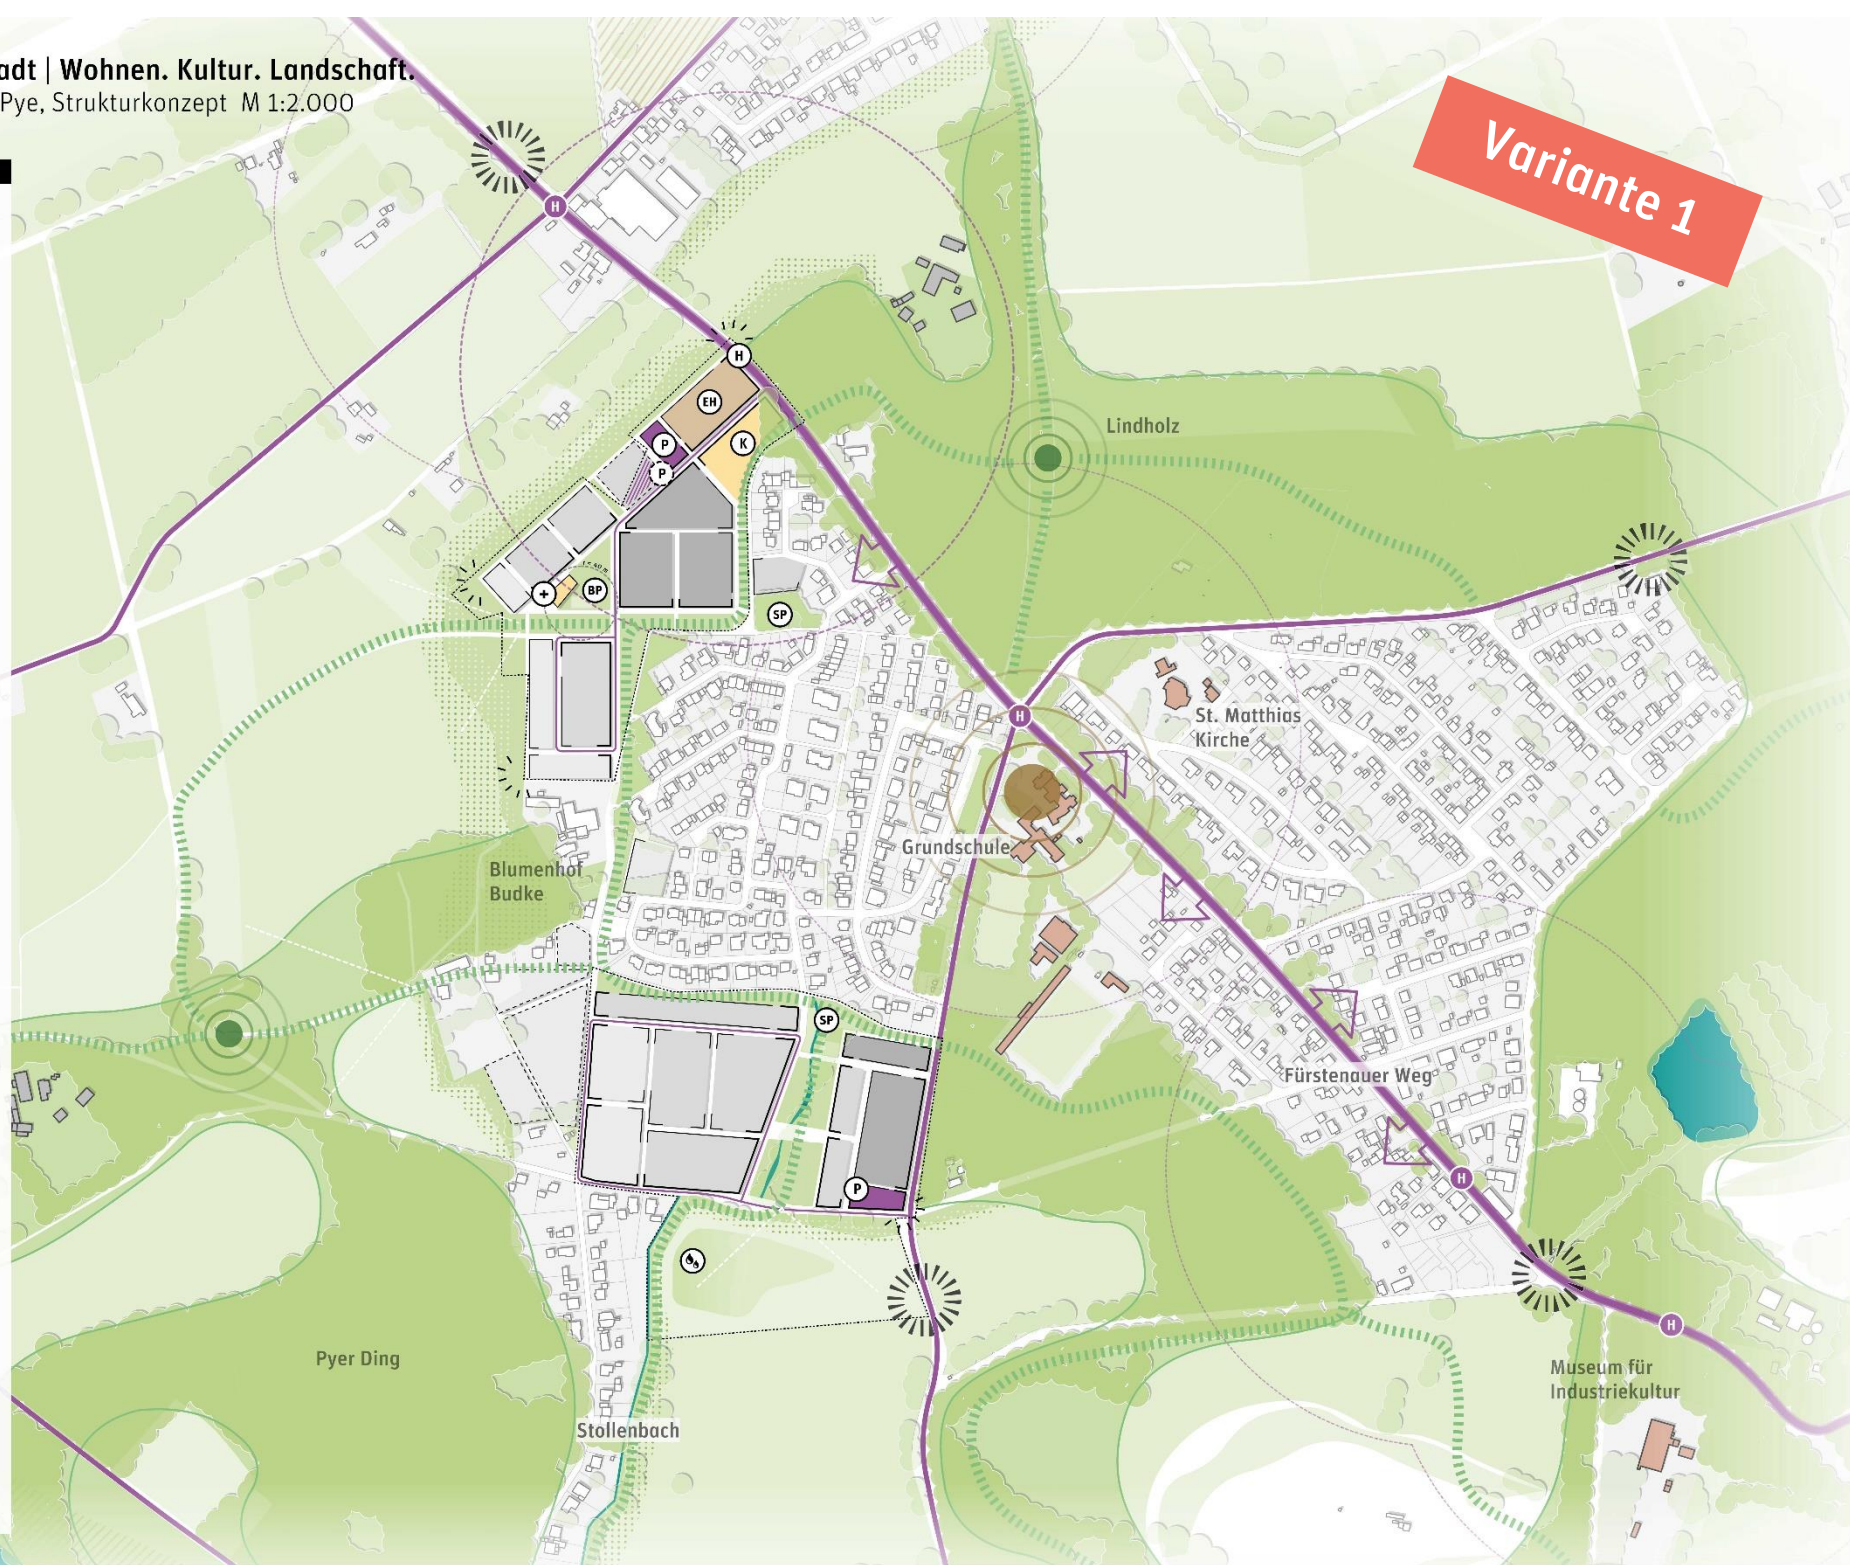 adt | Wohnen. Kultur. Landschaft.
Pye, Strukturkonzept M 1:2.000
Variante 1
H
H
EH
P
K
P
Lindholz
+
BP
SP
H
St. Matthias
Kirche
Grundschule
Blumenhof
Budke
SP
Fürstenauer Weg
H
P
H
Pyer Ding
Museum für
Industriekultur
Stollenbach